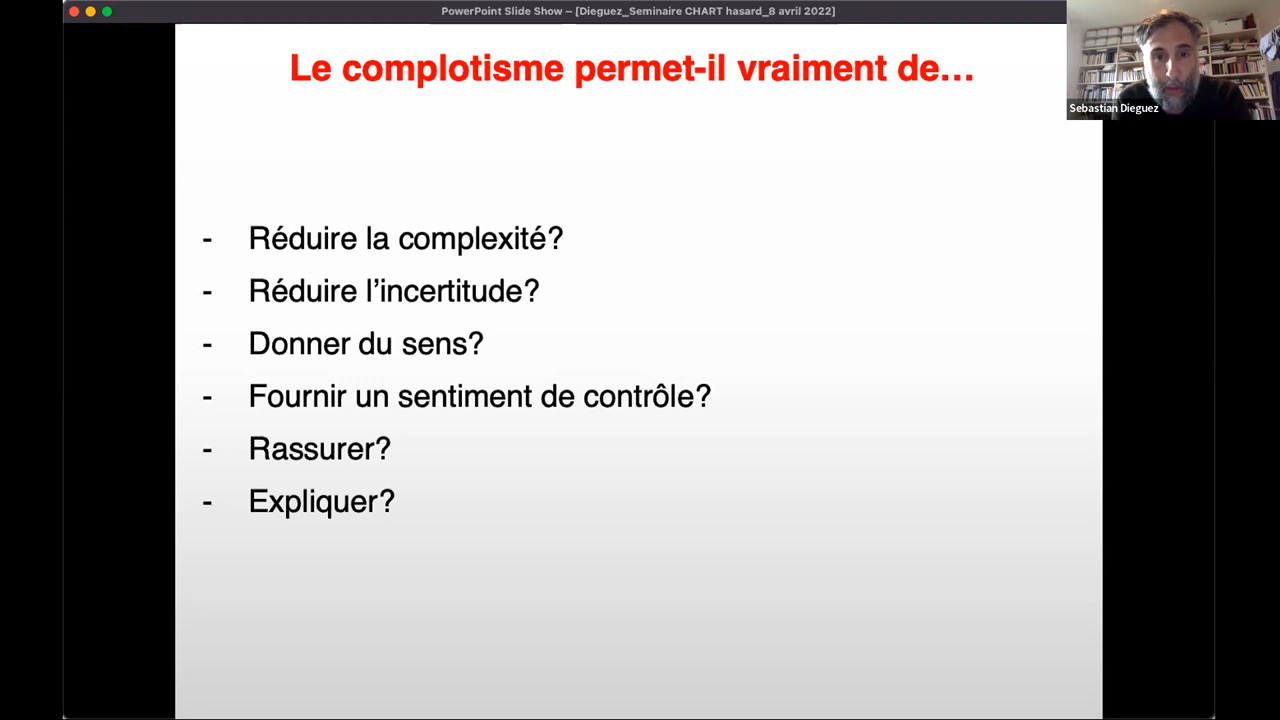 PowerPoint Slide Show – [Dieguez_Seminaire CHART hasard_8 avril 2022]
Sebastian Dieguez
Le complotisme permet-il vraiment de…
- Réduire la complexité?
- Réduire l’incertitude?
- Donner du sens?
- Fournir un sentiment de contrôle?
- Rassurer?
- Expliquer?